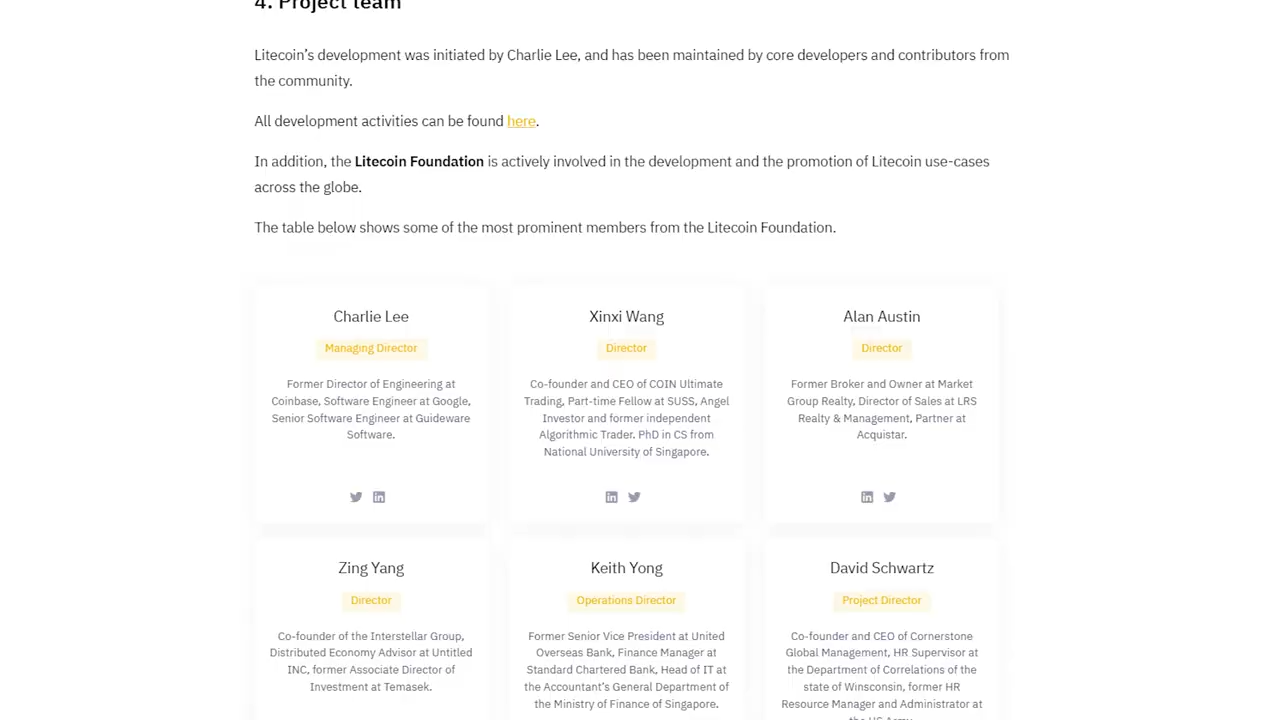 4. Project team
Litecoin’s development was initiated by Charlie Lee, and has been maintained by core developers and contributors from
the community.
All development activities can be found here.
In addition, the Litecoin Foundation is actively involved in the development and the promotion of Litecoin use-cases
across the globe.
The table below shows some of the most prominent members from the Litecoin Foundation.
Charlie Lee
Managing Director
Former Director of Engineering at
Coinbase, Software Engineer at Google,
Senior Software Engineer at Guideware
Software.
Xinxi Wang
Director
Co-founder and CEO of COIN Ultimate
Trading, Part-time Fellow at SUSS, Angel
Investor and former independent
Algorithmic Trader. PhD in CS from
National University of Singapore.
Alan Austin
Director
Former Broker and Owner at Market
Group Realty, Director of Sales at LRS
Realty & Management, Partner at
Acquistar.
Zing Yang
Director
Co-founder of the Interstellar Group,
Distributed Economy Advisor at Untitled
INC, former Associate Director of
Investment at Temasek.
Keith Yong
Operations Director
Former Senior Vice President at United
Overseas Bank, Finance Manager at
Standard Chartered Bank, Head of IT at
the Accountant’s General Department of
the Ministry of Finance of Singapore.
David Schwartz
Project Director
Co-founder and CEO of Cornerstone
Global Management, HR Supervisor at
the Department of Correlations of the
state of Winsconsin, former HR
Resource Manager and Administrator at
the US Army.